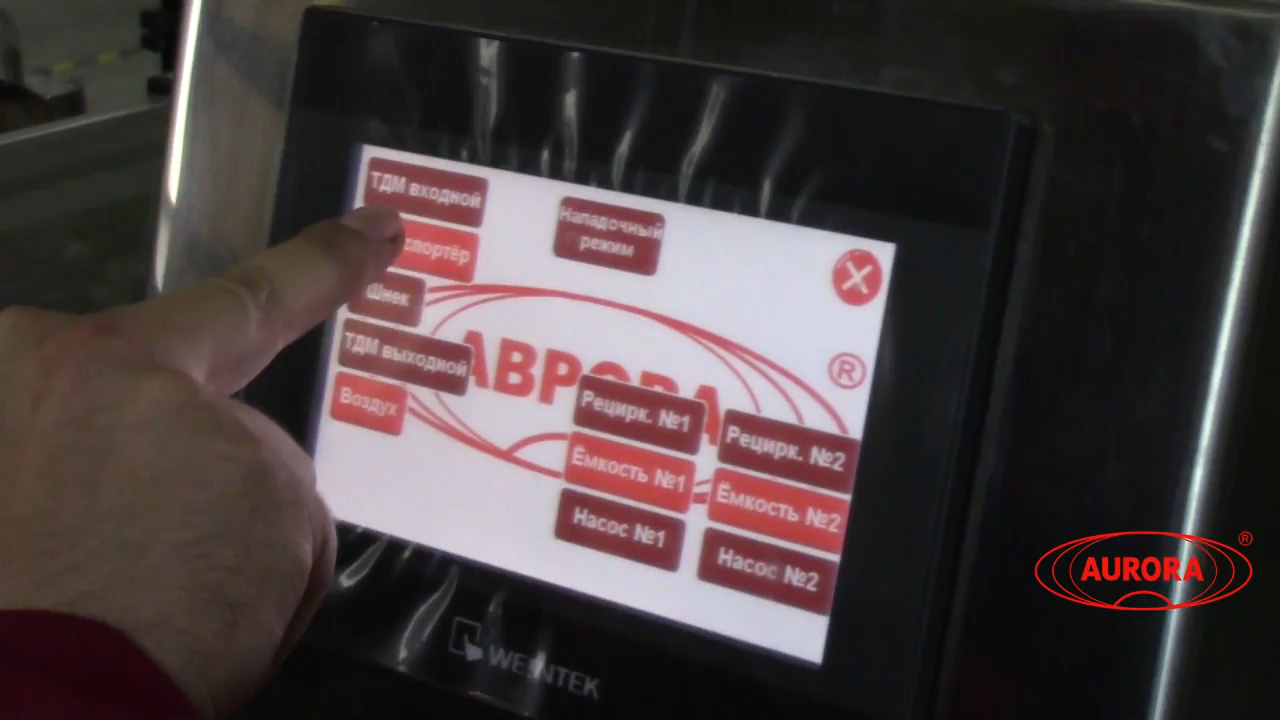 ТДМ входной
Наладочный
режим
спортёр
Шнек
АВРОРА
®
ТДМ выходной
Воздух
Рецирк. №1
Рецирк. №2
Ёмкость №1
Ёмкость №2
Насос №1
Насос №2
WEINTEK
AURORA
®